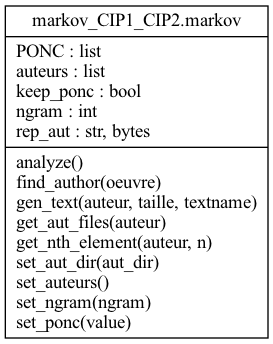 markov_CIP1_CIP2.markov
PONC : list
auteurs : list
keep_ponc : bool
ngram : int
rep_aut : str, bytes
analyze()
find_author(oeuvre)
gen_text(auteur, taille, textname)
get_aut_files(auteur)
get_nth_element(auteur, n)
set_aut_dir(aut_dir)
set_auteurs()
set_ngram(ngram)
set_ponc(value)